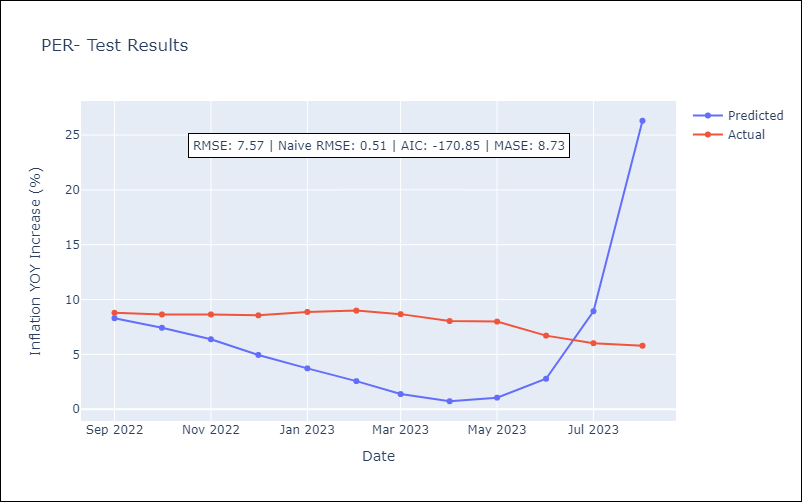 PER- Test Results
Predicted
Actual
RMSE: 7.57 | Naive RMSE: 0.51 | AIC: -170.85 | MASE: 8.73
Inflation YOY Increase (%)
25
20
15
10
5
0
Sep 2022 Nov 2022 Jan 2023 Mar 2023 May 2023 Jul 2023
Date